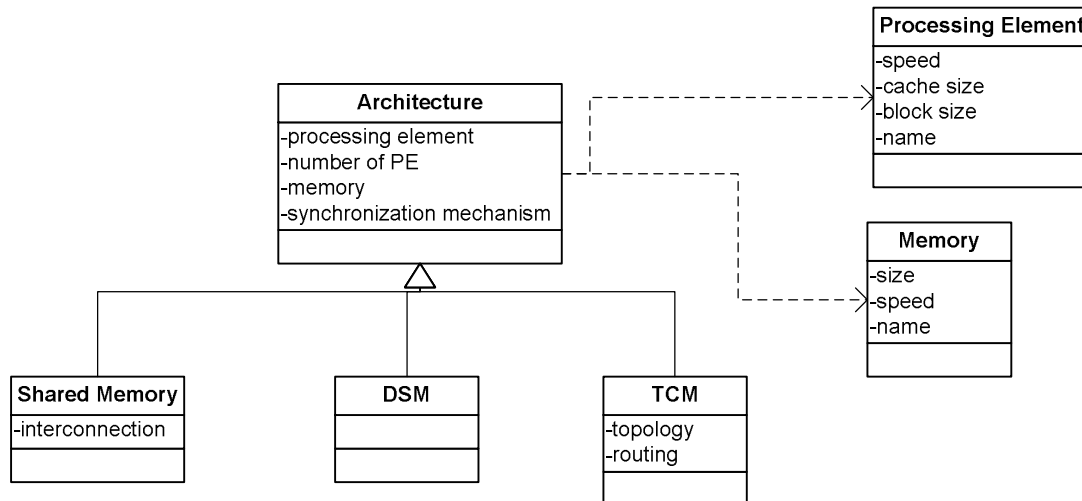 Processing Element
-speed
-cache size
-block size
-name
Architecture
-processing element
-number of PE
-memory
-synchronization mechanism
Memory
-size
-speed
-name
Shared Memory
-interconnection
DSM
TCM
-topology
-routing